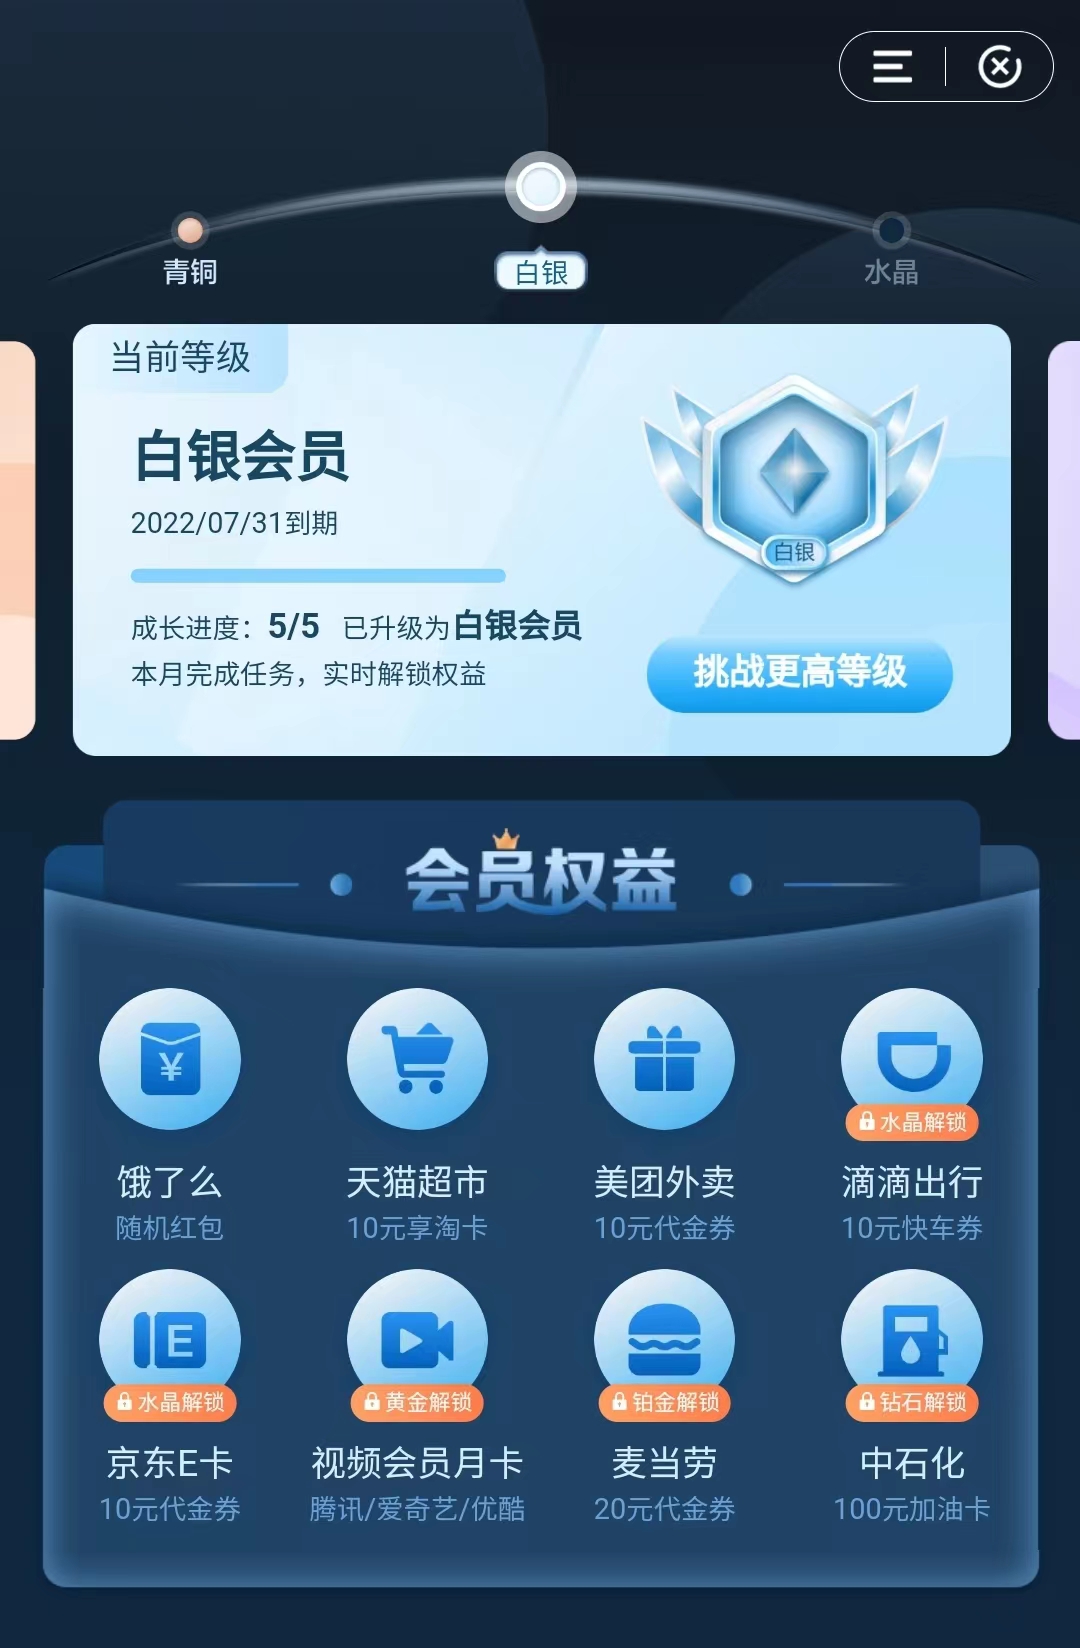 青铜
白银
水晶
当前等级
白银会员
2022/07/31到期
白银
成长进度：5/5 已升级为白银会员
本月完成任务，实时解锁权益
挑战更高等级
会员权益
¥
水晶解锁
饿了么 天猫超市 美团外卖 滴滴出行
随机红包 10元享淘卡 10元代金券 10元快车券
E
水晶解锁 黄金解锁 铂金解锁 钻石解锁
京东E卡 视频会员月卡 麦当劳 中石化
10元代金券 腾讯/爱奇艺/优酷 20元代金券 100元加油卡